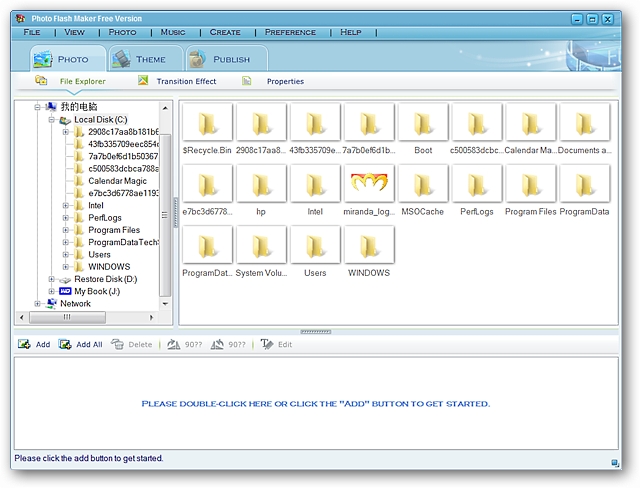 Photo Flash Maker Free Version
File | View | Photo | Music | Create | Preference | Help |
Photo Theme Publish
File Explorer Transition Effect Properties
我的电脑
Local Disk (C:)
2908c17aa8b181b6
43fb335709eec854
7a7b0ef6d1b50367
c500583dcbca788a
Calendar Magic
e7bc3d6778ae1193
Intel
PerfLogs
Program Files
ProgramDataTechS
Users
WINDOWS
Restore Disk (D:)
My Book (J:)
Network
$Recycle.Bin 2908c17aa8... 43fb335709... 7a7b0ef6d1b... Boot c500583dcbc... Calendar Ma... Documents a...
e7bc3d6778... hp Intel miranda_log... MSOCache PerfLogs Program Files ProgramData
ProgramDat... System Volu... Users WINDOWS
Add Add All Delete | 90?? 90?? | Edit
Please double-click here or click the "Add" button to get started.
Please click the add button to get started.